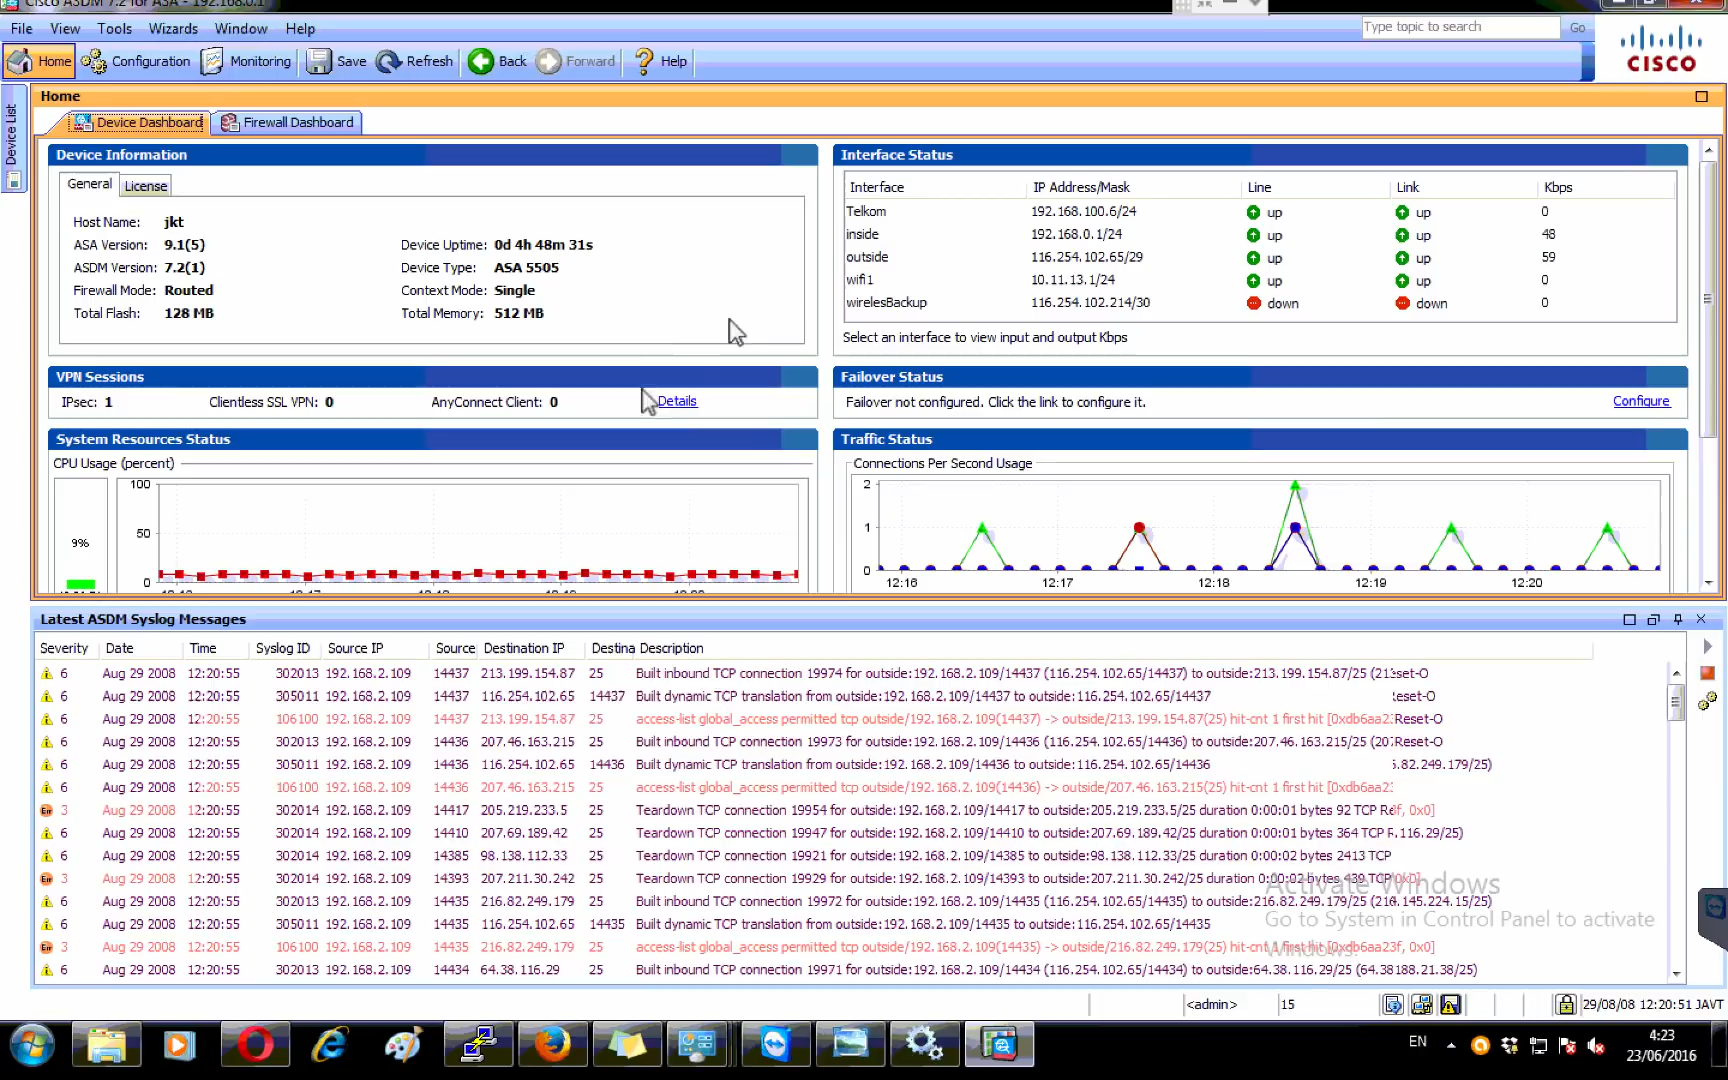 Cisco ASDM 7.2 for ASA - 192.168.0.1
File View Tools Wizards Window Help
Type topic to search Go
Home Configuration Monitoring Save Refresh Back Forward Help
CISCO
Device List
Home
Device Dashboard Firewall Dashboard
Device Information
General License
Host Name: jkt
ASA Version: 9.1(5) Device Uptime: 0d 4h 48m 31s
ASDM Version: 7.2(1) Device Type: ASA 5505
Firewall Mode: Routed Context Mode: Single
Total Flash: 128 MB Total Memory: 512 MB
Interface Status
Interface IP Address/Mask Line Link Kbps
Telkom 192.168.100.6/24 up up 0
inside 192.168.0.1/24 up up 48
outside 116.254.102.65/29 up up 59
wifi1 10.11.13.1/24 up up 0
wirelesBackup 116.254.102.214/30 down down 0
Select an interface to view input and output Kbps
VPN Sessions
IPsec: 1 Clientless SSL VPN: 0 AnyConnect Client: 0 Details
Failover Status
Failover not configured. Click the link to configure it. Configure
System Resources Status
CPU Usage (percent)
100
50
0
9%
Traffic Status
Connections Per Second Usage
2
1
0
12:16 12:17 12:18 12:19 12:20
Latest ASDM Syslog Messages
Severity Date Time Syslog ID Source IP Source Destination IP Destina Description
6 Aug 29 2008 12:20:55 302013 192.168.2.109 14437 213.199.154.87 25 Built inbound TCP connection 19974 for outside:192.168.2.109/14437 (116.254.102.65/14437) to outside:213.199.154.87/25 (213set-O
6 Aug 29 2008 12:20:55 305011 192.168.2.109 14437 116.254.102.65 14437 Built dynamic TCP translation from outside:192.168.2.109/14437 to outside:116.254.102.65/14437 eset-O
6 Aug 29 2008 12:20:55 106100 192.168.2.109 14437 213.199.154.87 25 access-list global_access permitted tcp outside/192.168.2.109(14437) -> outside/213.199.154.87(25) hit-cnt 1 first hit [0xdb6aa23 Reset-O
6 Aug 29 2008 12:20:55 302013 192.168.2.109 14436 207.46.163.215 25 Built inbound TCP connection 19973 for outside:192.168.2.109/14436 (116.254.102.65/14436) to outside:207.46.163.215/25 (207 Reset-O
6 Aug 29 2008 12:20:55 305011 192.168.2.109 14436 116.254.102.65 14436 Built dynamic TCP translation from outside:192.168.2.109/14436 to outside:116.254.102.65/14436 .82.249.179/25)
6 Aug 29 2008 12:20:55 106100 192.168.2.109 14436 207.46.163.215 25 access-list global_access permitted tcp outside/192.168.2.109(14436) -> outside/207.46.163.215(25) hit-cnt 1 first hit [0xdb6aa23
3 Aug 29 2008 12:20:55 302014 192.168.2.109 14417 205.219.233.5 25 Teardown TCP connection 19954 for outside:192.168.2.109/14417 to outside:205.219.233.5/25 duration 0:00:01 bytes 92 TCP Ref, 0x0]
6 Aug 29 2008 12:20:55 302014 192.168.2.109 14410 207.69.189.42 25 Teardown TCP connection 19947 for outside:192.168.2.109/14410 to outside:207.69.189.42/25 duration 0:00:01 bytes 364 TCP F.116.29/25)
6 Aug 29 2008 12:20:55 302014 192.168.2.109 14385 98.138.112.33 25 Teardown TCP connection 19921 for outside:192.168.2.109/14385 to outside:98.138.112.33/25 duration 0:00:02 bytes 2413 TCP
3 Aug 29 2008 12:20:55 302014 192.168.2.109 14393 207.211.30.242 25 Teardown TCP connection 19929 for outside:192.168.2.109/14393 to outside:207.211.30.242/25 duration 0:00:02 bytes 439 TCP 0x0]
6 Aug 29 2008 12:20:55 302013 192.168.2.109 14435 216.82.249.179 25 Built inbound TCP connection 19972 for outside:192.168.2.109/14435 (116.254.102.65/14435) to outside:216.82.249.179/25 (216.145.224.15/25)
6 Aug 29 2008 12:20:55 305011 192.168.2.109 14435 116.254.102.65 14435 Built dynamic TCP translation from outside:192.168.2.109/14435 to outside:116.254.102.65/14435
3 Aug 29 2008 12:20:55 106100 192.168.2.109 14435 216.82.249.179 25 access-list global_access permitted tcp outside/192.168.2.109(14435) -> outside/216.82.249.179(25) hit-cnt 1 first hit [0xdb6aa23f, 0x0]
6 Aug 29 2008 12:20:55 302013 192.168.2.109 14434 64.38.116.29 25 Built inbound TCP connection 19971 for outside:192.168.2.109/14434 (116.254.102.65/14434) to outside:64.38.116.29/25 (64.38188.21.38/25)
Activate Windows
Go to System in Control Panel to activate
Windows.
<admin> 15 29/08/08 12:20:51 JAVT
EN 4:23
23/06/2016